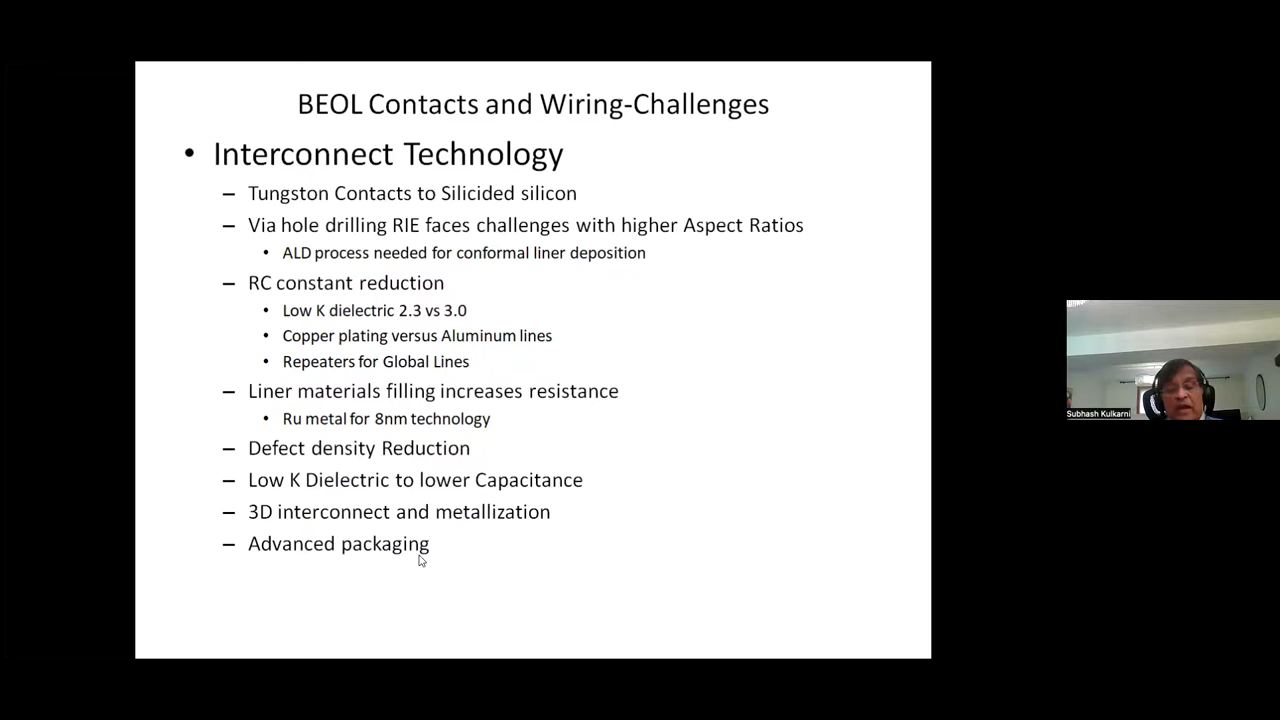 BEOL Contacts and Wiring-Challenges
• Interconnect Technology
– Tungston Contacts to Silicided silicon
– Via hole drilling RIE faces challenges with higher Aspect Ratios
• ALD process needed for conformal liner deposition
– RC constant reduction
• Low K dielectric 2.3 vs 3.0
• Copper plating versus Aluminum lines
• Repeaters for Global Lines
– Liner materials filling increases resistance
• Ru metal for 8nm technology
– Defect density Reduction
– Low K Dielectric to lower Capacitance
– 3D interconnect and metallization
– Advanced packaging
Subhash Kulkarni